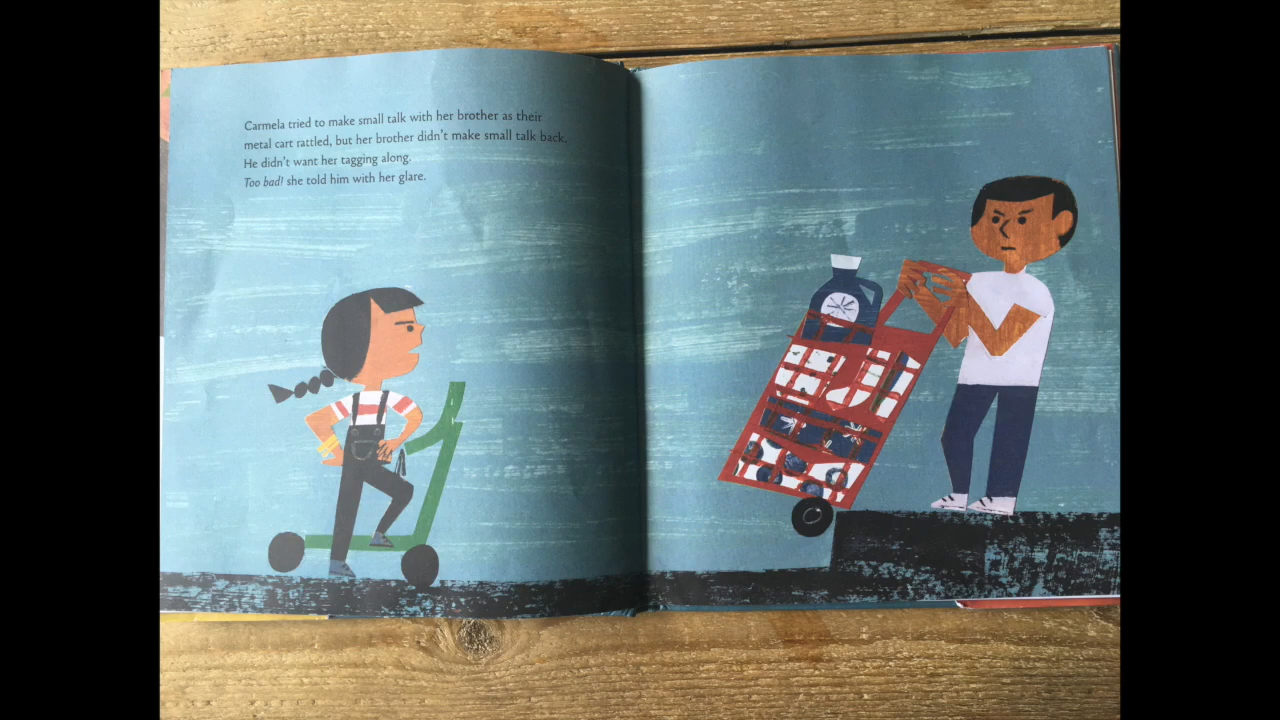 Carmela tried to make small talk with her brother as their
metal cart rattled, but her brother didn't make small talk back.
He didn't want her tagging along.
Too bad! she told him with her glare.